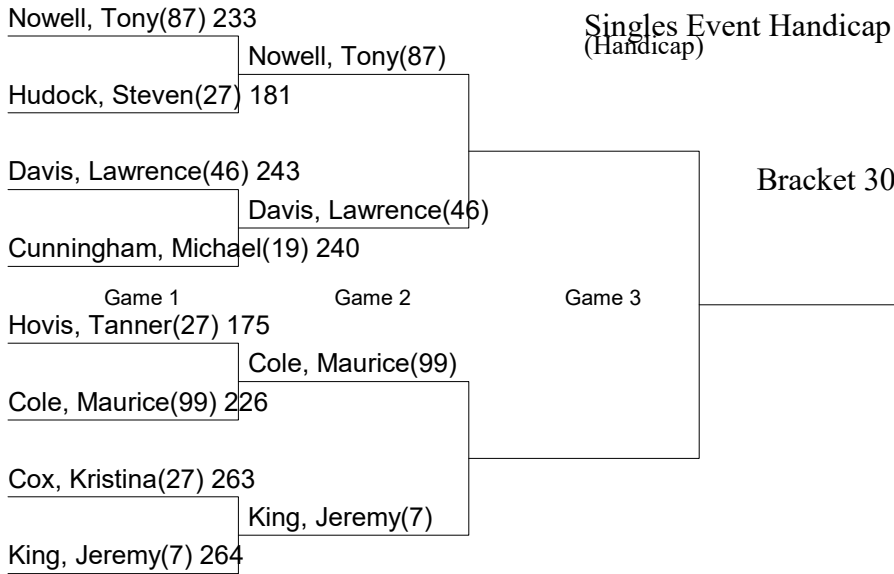 Nowell, Tony(87) 233
Singles Event Handicap
(Handicap)
Nowell, Tony(87)
Hudock, Steven(27) 181
Davis, Lawrence(46) 243
Bracket 30
Davis, Lawrence(46)
Cunningham, Michael(19) 240
Game 1 Game 2 Game 3
Hovis, Tanner(27) 175
Cole, Maurice(99)
Cole, Maurice(99) 226
Cox, Kristina(27) 263
King, Jeremy(7)
King, Jeremy(7) 264